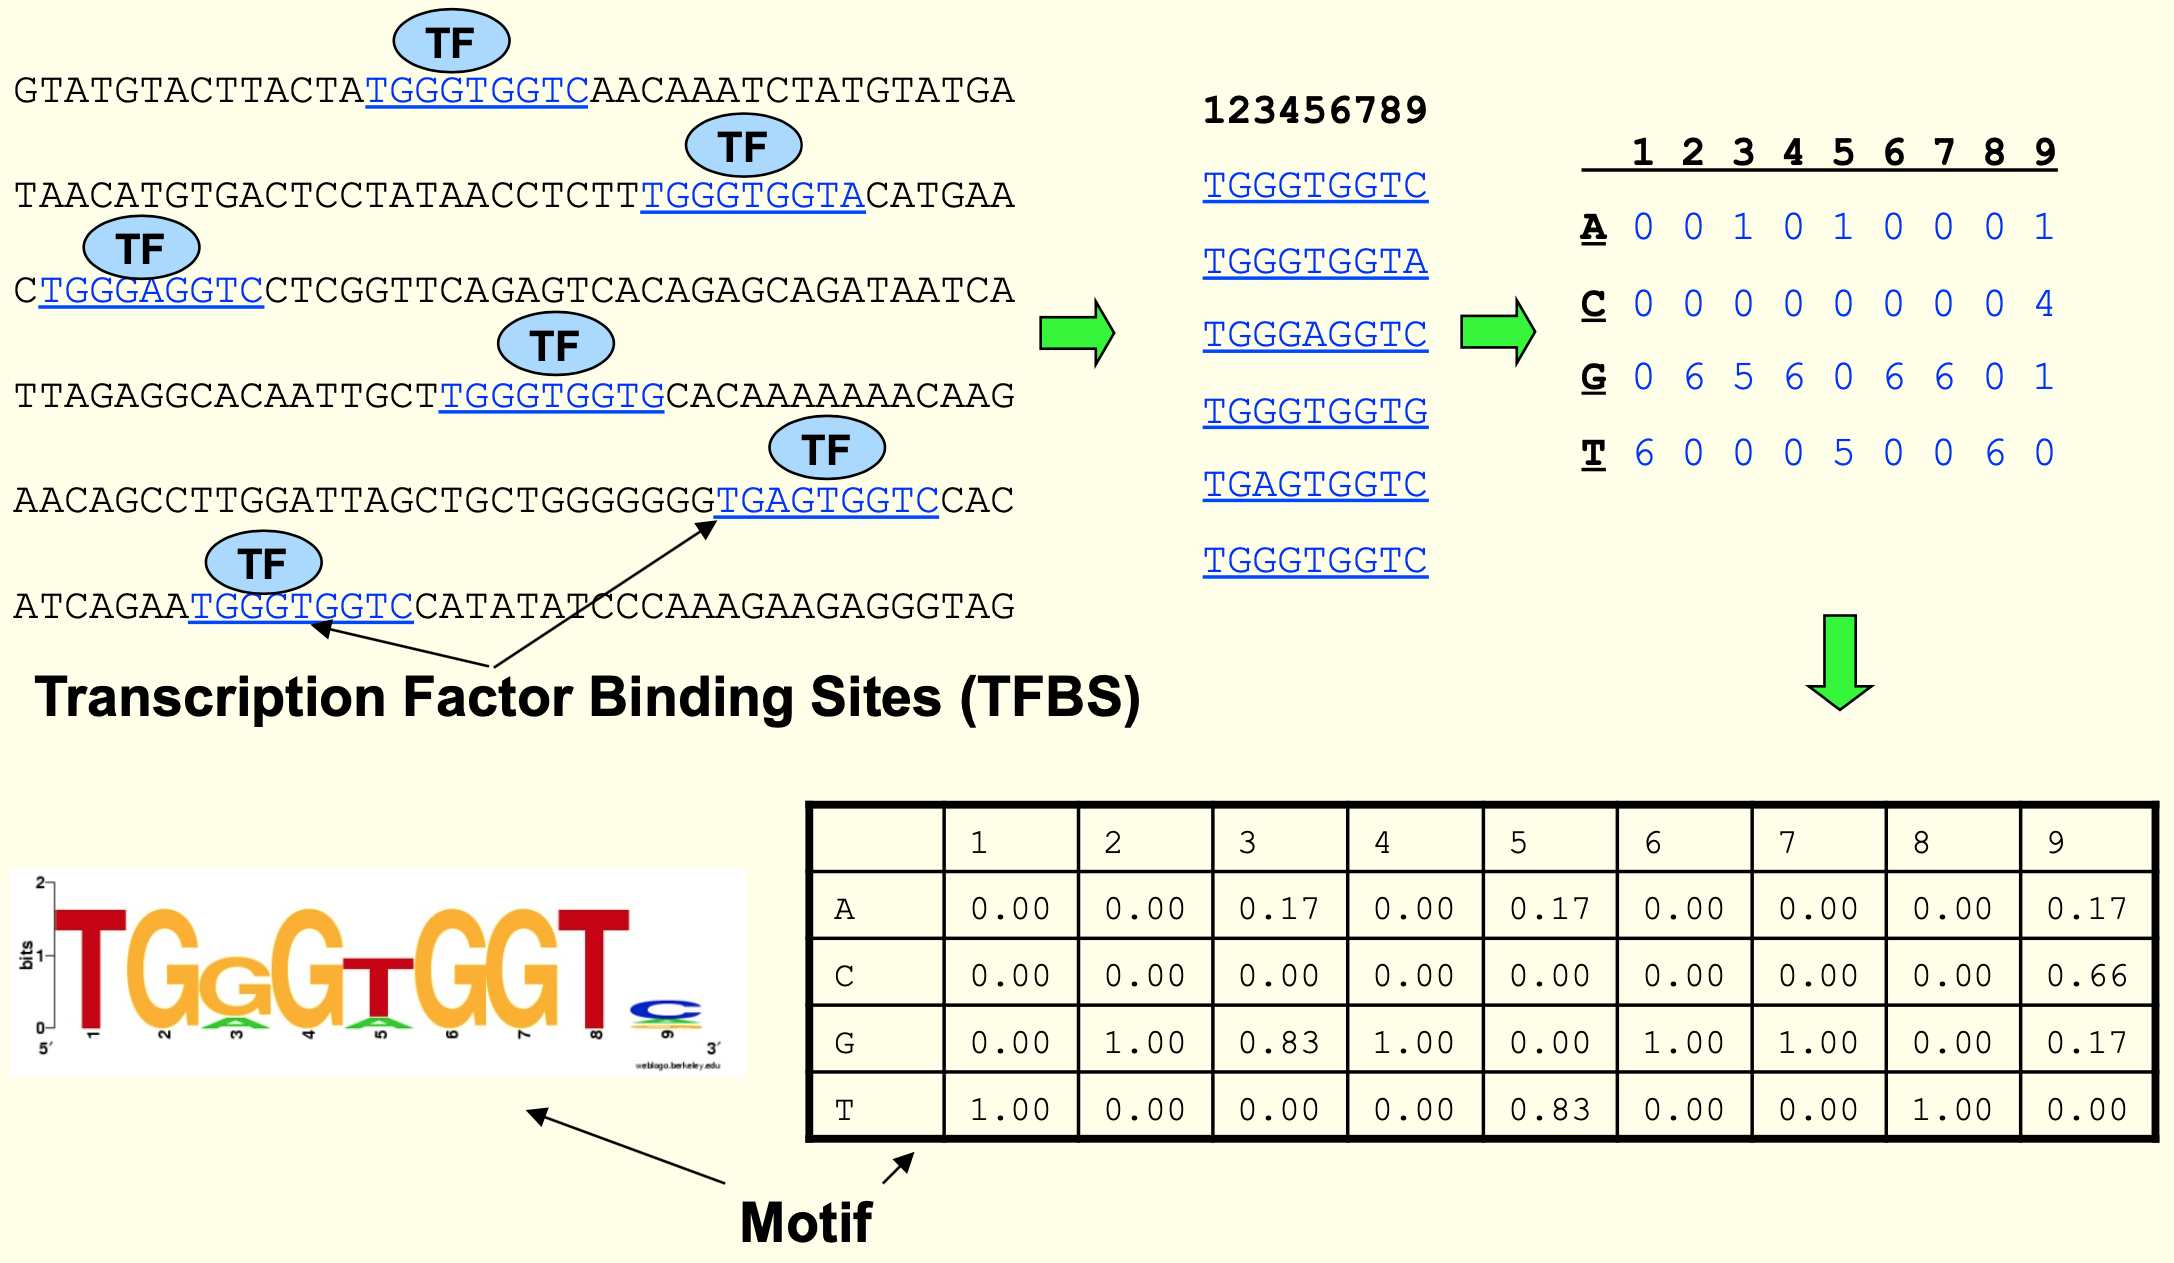 TF
GTATGTACTTACTATGGGTGGTCAACAAATCTATGTATGA
TF
TAACATGTGACTCCTATAACCTCTTTGGGTGGTACATGAA
TF
CTGGGAGGTCCTCGGTTCAGAGTCACAGAGCAGATAATCA
TF
TTAGAGGCACAATTGCTTGGGTGGTGCACAAAAAAACAAG
TF
AACAGCCTTGGATTAGCTGCTGGGGGGGTGAGTGGTCCAC
TF
ATCAGAATGGGTGGTCCATATATCCCAAAGAAGAGGGTAG
Transcription Factor Binding Sites (TFBS)
123456789
TGGGTGGTC
TGGGTGGTA
TGGGAGGTC
TGGGTGGTG
TGAGTGGTC
TGGGTGGTC
1 2 3 4 5 6 7 8 9
A 0 0 1 0 1 0 0 0 1
C 0 0 0 0 0 0 0 0 4
G 0 6 5 6 0 6 6 0 1
T 6 0 0 0 5 0 0 6 0
2
bits
1
0
TGGGTGGTC
A A A
G
5′ 1 2 3 4 5 6 7 8 9 3′
weblogo.berkeley.edu
1 2 3 4 5 6 7 8 9
A 0.00 0.00 0.17 0.00 0.17 0.00 0.00 0.00 0.17
C 0.00 0.00 0.00 0.00 0.00 0.00 0.00 0.00 0.66
G 0.00 1.00 0.83 1.00 0.00 1.00 1.00 0.00 0.17
T 1.00 0.00 0.00 0.00 0.83 0.00 0.00 1.00 0.00
Motif